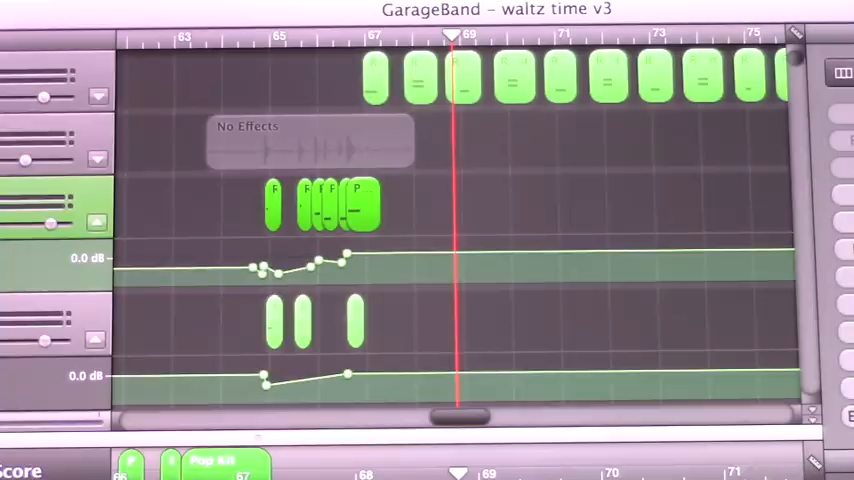 GarageBand – waltz time v3
63 65 67 69 71 73 75
No Effects
P...
0.0 dB
0.0 dB
Score
P Pop Kit
66 67 68 69 70 71